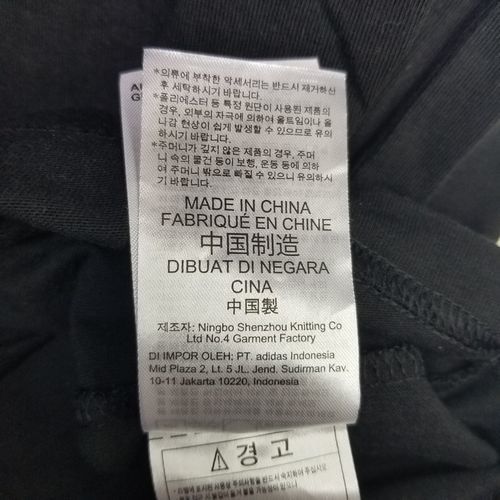 *의류에 부착한 악세서리는 반드시 제거하신
후 세탁하시기 바랍니다.
*폴리에스터 등 특정 원단이 사용된 제품의
경우, 외부의 자극에 의하여 올트임이나 올
나감 현상이 쉽게 발생할 수 있으므로 유의
하시기 바랍니다.
*주머니가 깊지 않은 제품의 경우, 주머
니 속의 물건 등이 보행, 운동 등에 의하
여 주머니 밖으로 빠질 수 있으니 유의하시
기 바랍니다.
MADE IN CHINA
FABRIQUÉ EN CHINE
中国制造
DIBUAT DI NEGARA
CINA
中國製
제조자: Ningbo Shenzhou Knitting Co
Ltd No.4 Garment Factory
DI IMPOR OLEH; PT. adidas Indonesia
Mid Plaza 2, Lt. 5 JL. Jend. Sudirman Kav.
10-11 Jakarta 10220, Indonesia
경고